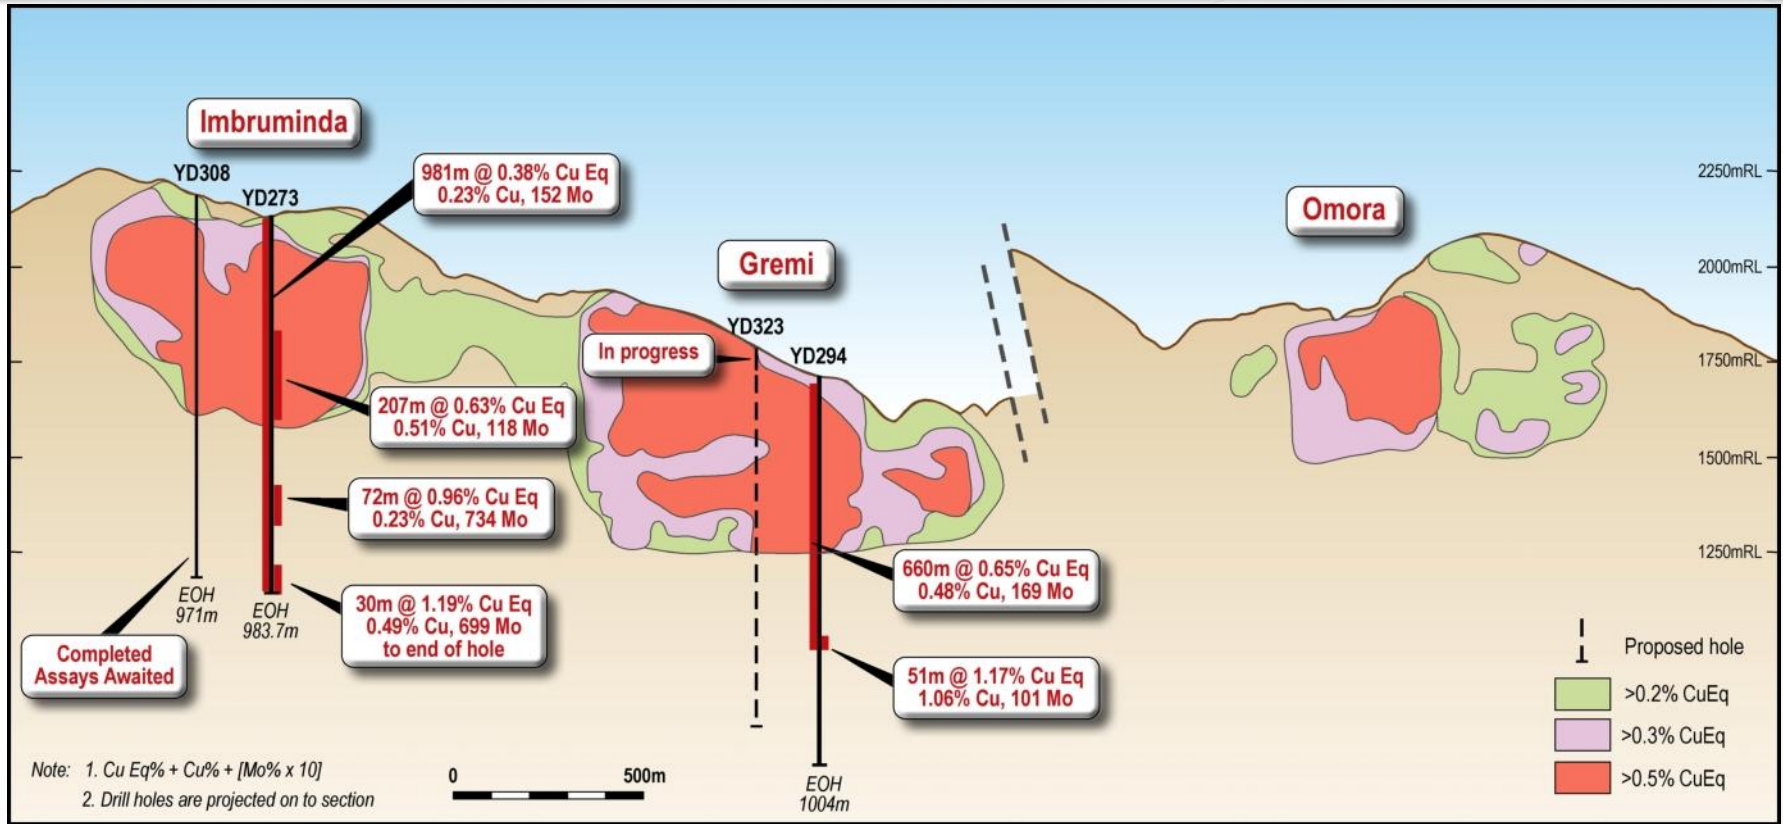 Imbruminda
YD308
YD273
981m @ 0.38% Cu Eq
0.23% Cu, 152 Mo
2250mRL
Omora
Gremi
2000mRL
YD323
In progress
YD294
1750mRL
207m @ 0.63% Cu Eq
0.51% Cu, 118 Mo
1500mRL
72m @ 0.96% Cu Eq
0.23% Cu, 734 Mo
1250mRL
660m @ 0.65% Cu Eq
0.48% Cu, 169 Mo
EOH
971m
EOH
983.7m
30m @ 1.19% Cu Eq
0.49% Cu, 699 Mo
to end of hole
Completed
Assays Awaited
51m @ 1.17% Cu Eq
1.06% Cu, 101 Mo
Proposed hole
>0.2% CuEq
>0.3% CuEq
>0.5% CuEq
Note: 1. Cu Eq% + Cu% + [Mo% x 10]
2. Drill holes are projected on to section
0 500m
EOH
1004m